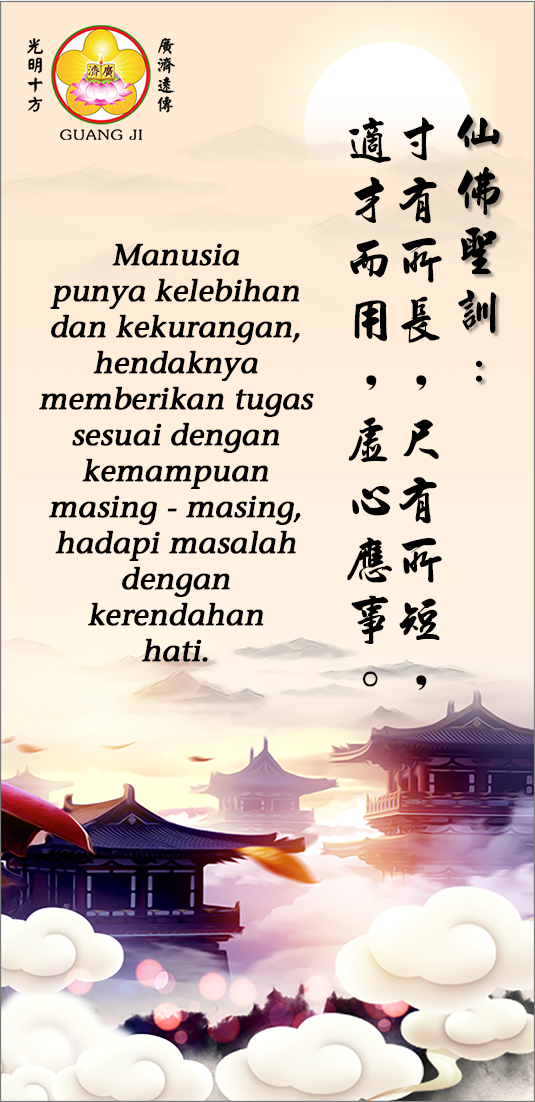 光明十方
濟廣
廣濟遠傳
GUANG JI
仙佛聖訓：
寸有所長，尺有所短，
適才而用，虛心應事。
Manusia
punya kelebihan
dan kekurangan,
hendaknya
memberikan tugas
sesuai dengan
kemampuan
masing - masing,
hadapi masalah
dengan
kerendahan
hati.